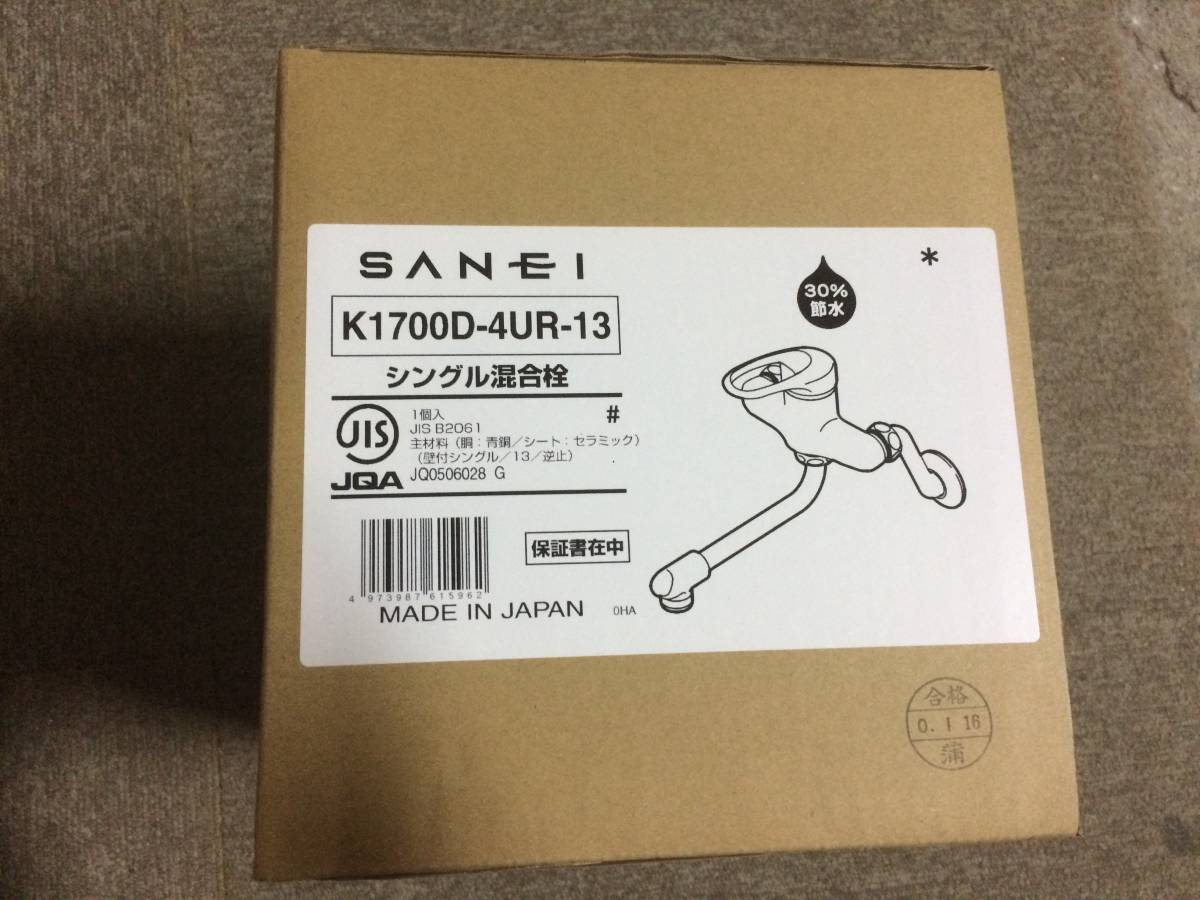 SANEI
K1700D-4UR-13
シングル混合栓
JIS
JQA
1個入
#
JIS B2061
主材料（胴：青銅／シート：セラミック）
（壁付シングル／13／逆止）
JQ0506028 G
保証書在中
4 973987 615962
MADE IN JAPAN
0HA
30%
節水
*
合格
0. 1 16
蒲